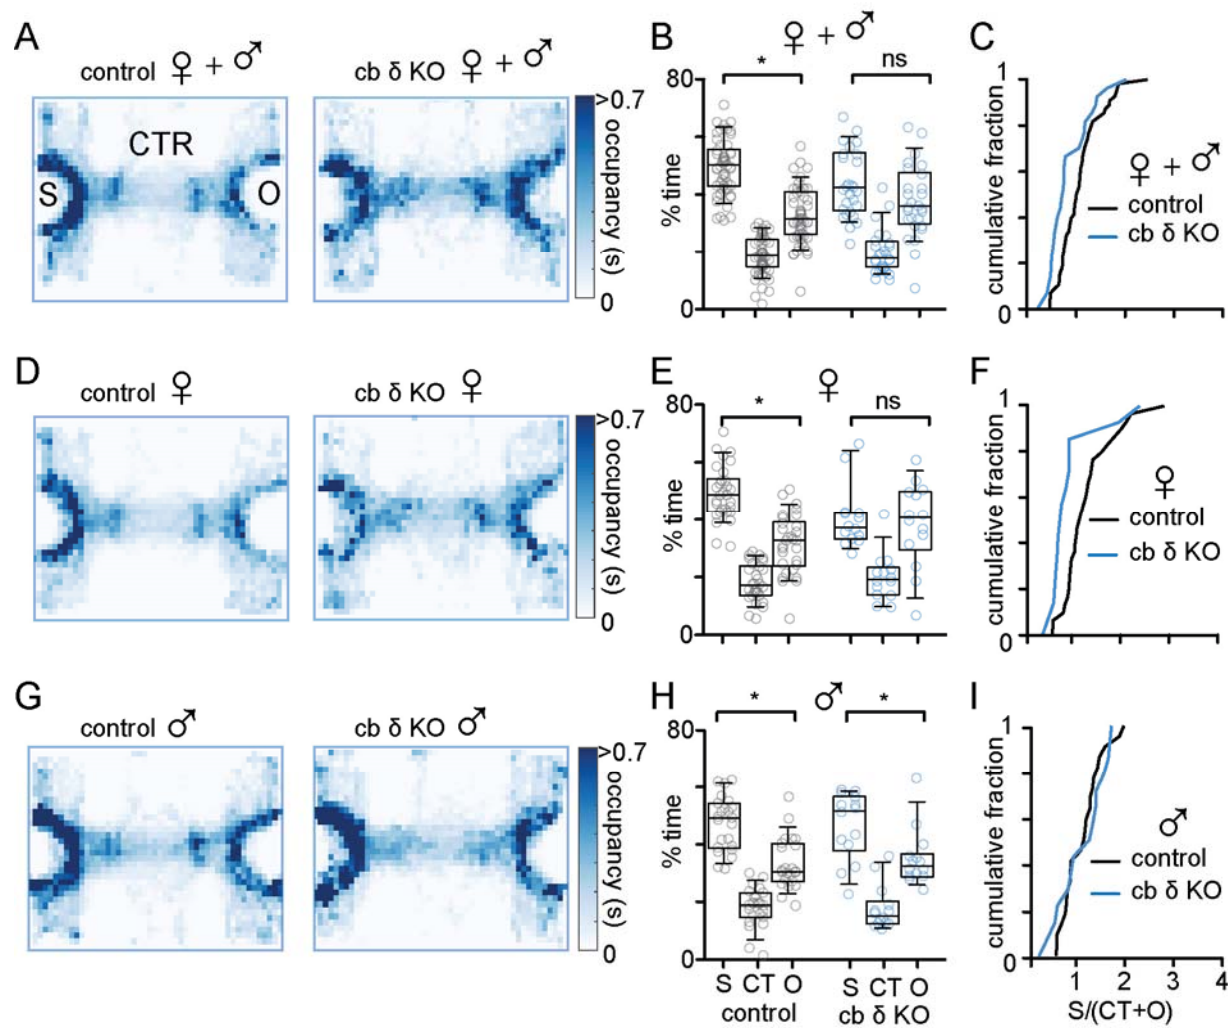 A
control ♀ + ♂
cb δ KO ♀ + ♂
CTR
S
O
>0.7
occupancy (s)
0
B
♀ + ♂
*
ns
80
% time
0
C
1
cumulative fraction
0
♀ + ♂
control
cb δ KO
D
control ♀
cb δ KO ♀
>0.7
occupancy (s)
0
E
♀
*
ns
80
% time
0
F
1
cumulative fraction
0
♀
control
cb δ KO
G
control ♂
cb δ KO ♂
>0.7
occupancy (s)
0
H
♂
*
*
80
% time
0
S CT O S CT O
control cb δ KO
I
1
cumulative fraction
0
♂
control
cb δ KO
1 2 3 4
S/(CT+O)